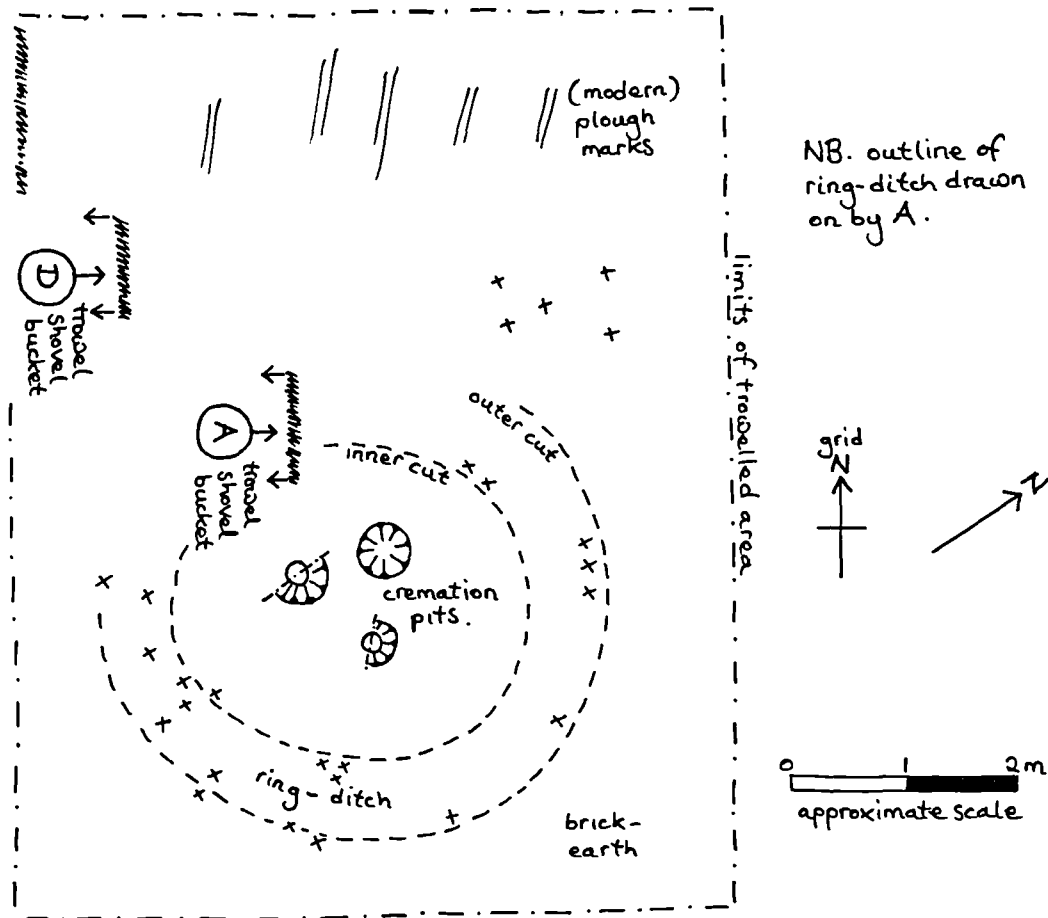 (modern)
plough
marks
NB. outline of
ring-ditch drawn
on by A.
D
trowel
shovel
bucket
limits of trowelled area
outer cut
A
trowel
shovel
bucket
inner cut
grid
N
N
cremation
pits.
ring-ditch
brick-
earth
0 1 2m
approximate scale